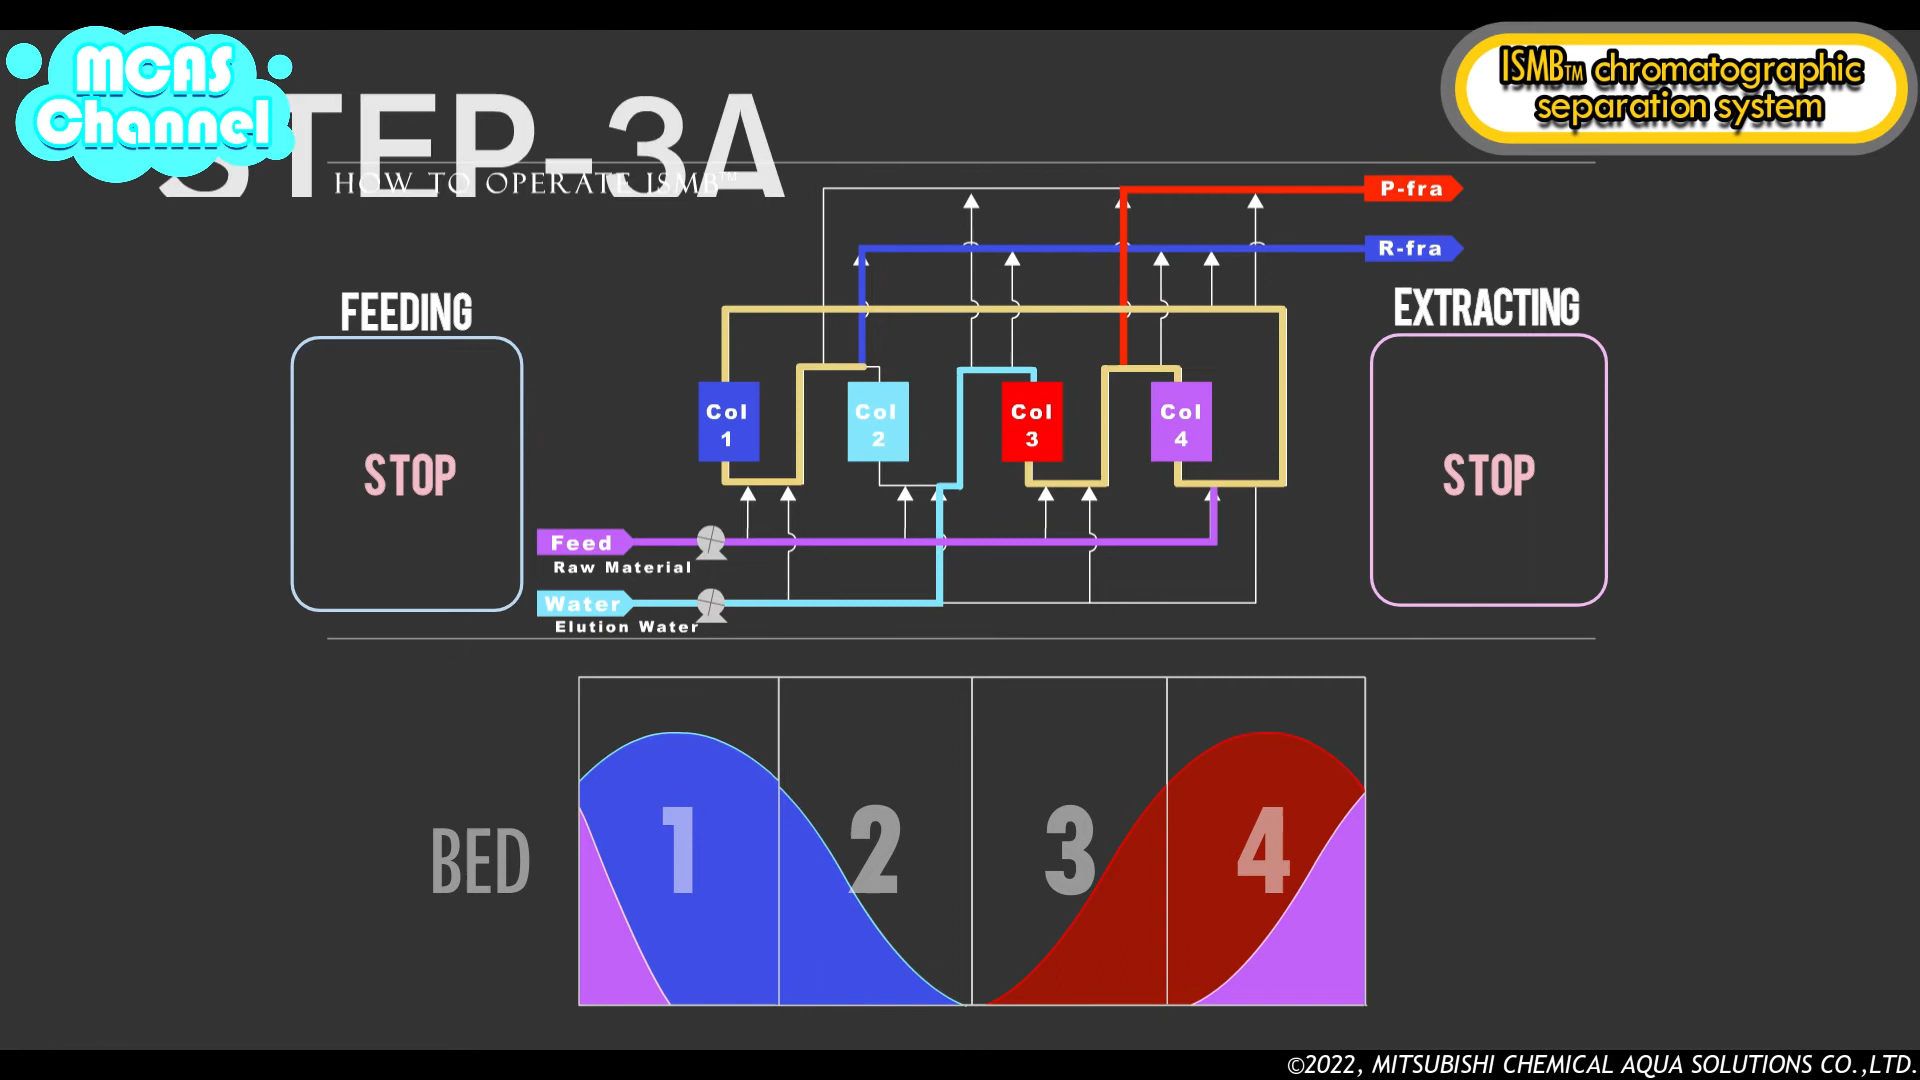 MCAS
Channel
ISMB™ chromatographic
separation system
STEP-3A
HOW TO OPERATE ISMB™
P-fra
R-fra
FEEDING
EXTRACTING
STOP
STOP
Col
1
Col
2
Col
3
Col
4
Feed
Raw Material
Water
Elution Water
BED
1
2
3
4
©2022, MITSUBISHI CHEMICAL AQUA SOLUTIONS CO.,LTD.